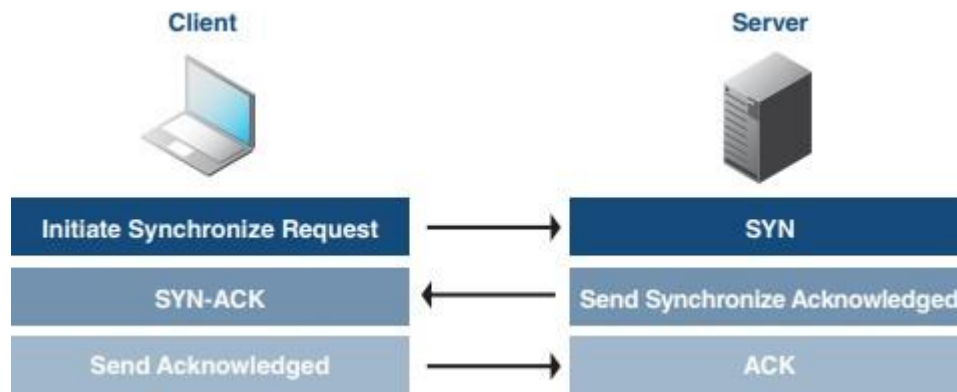 Client
Server
Initiate Synchronize Request
SYN
SYN-ACK
Send Synchronize Acknowledged
Send Acknowledged
ACK